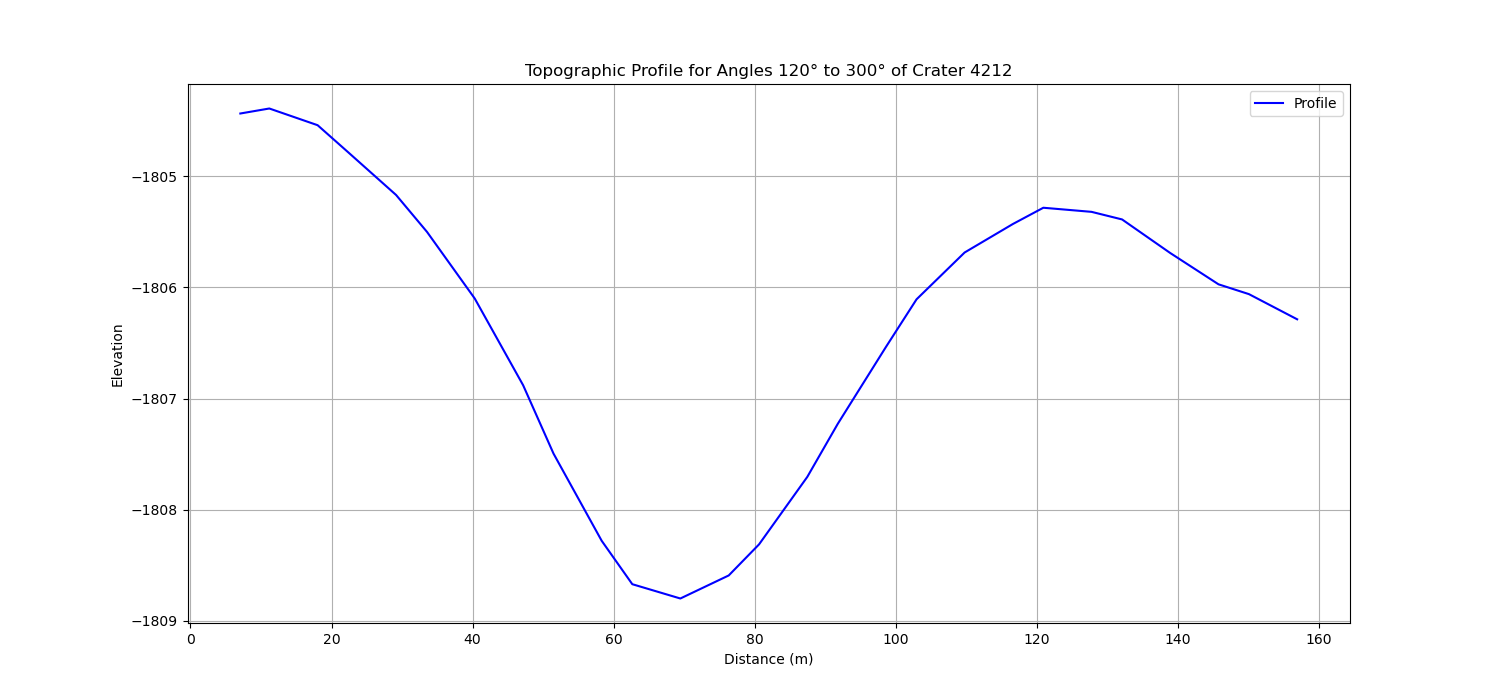 Topographic Profile for Angles 120° to 300° of Crater 4212
Profile
−1805
−1806
−1807
−1808
−1809
Elevation
0 20 40 60 80 100 120 140 160
Distance (m)